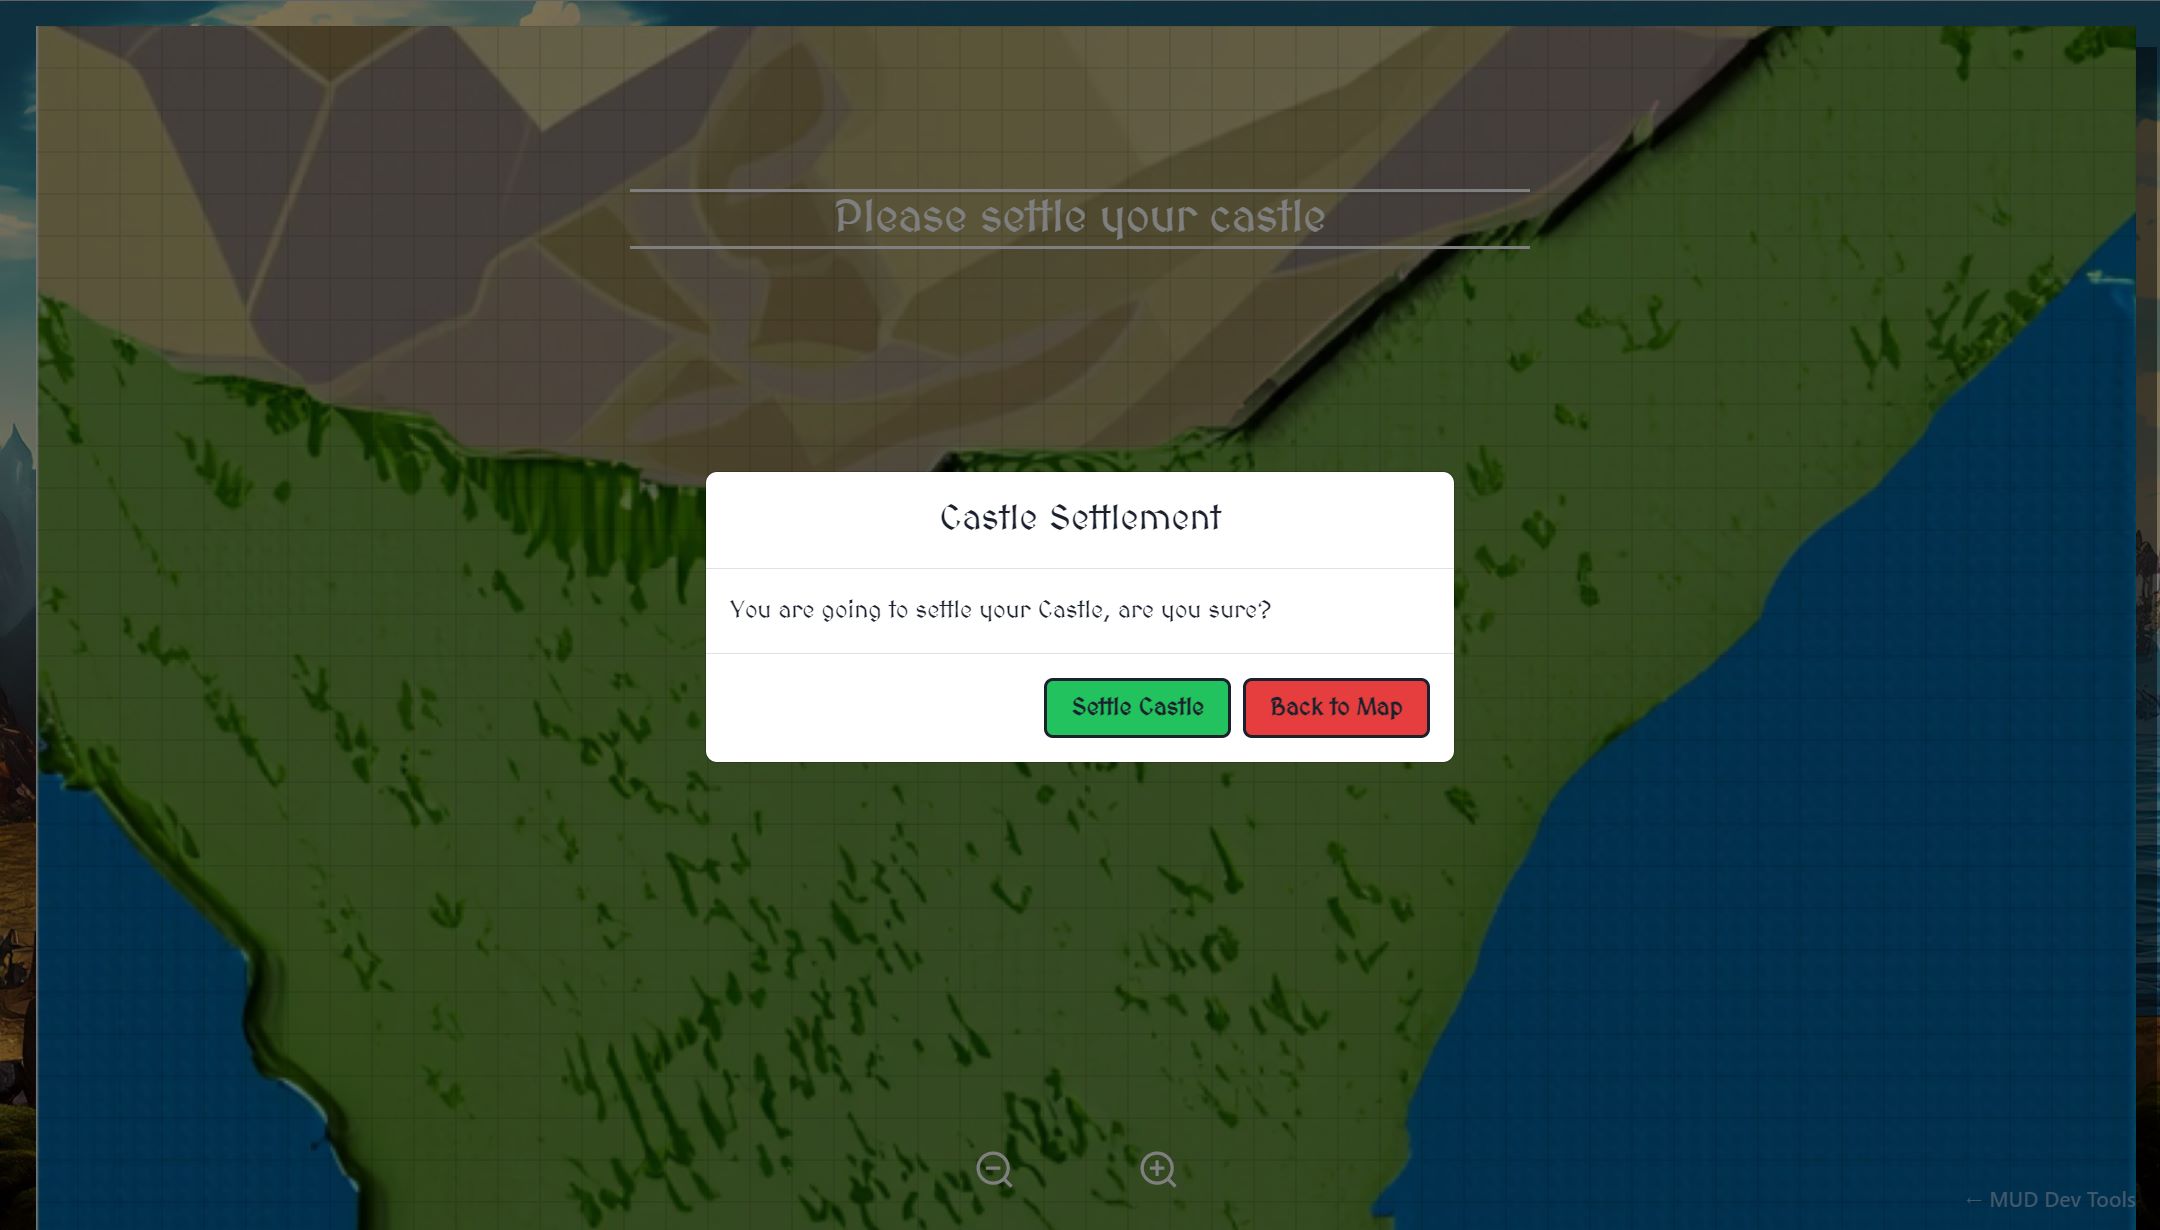 Please settle your castle
Castle Settlement
You are going to settle your Castle, are you sure?
Settle Castle
Back to Map
← MUD Dev Tools